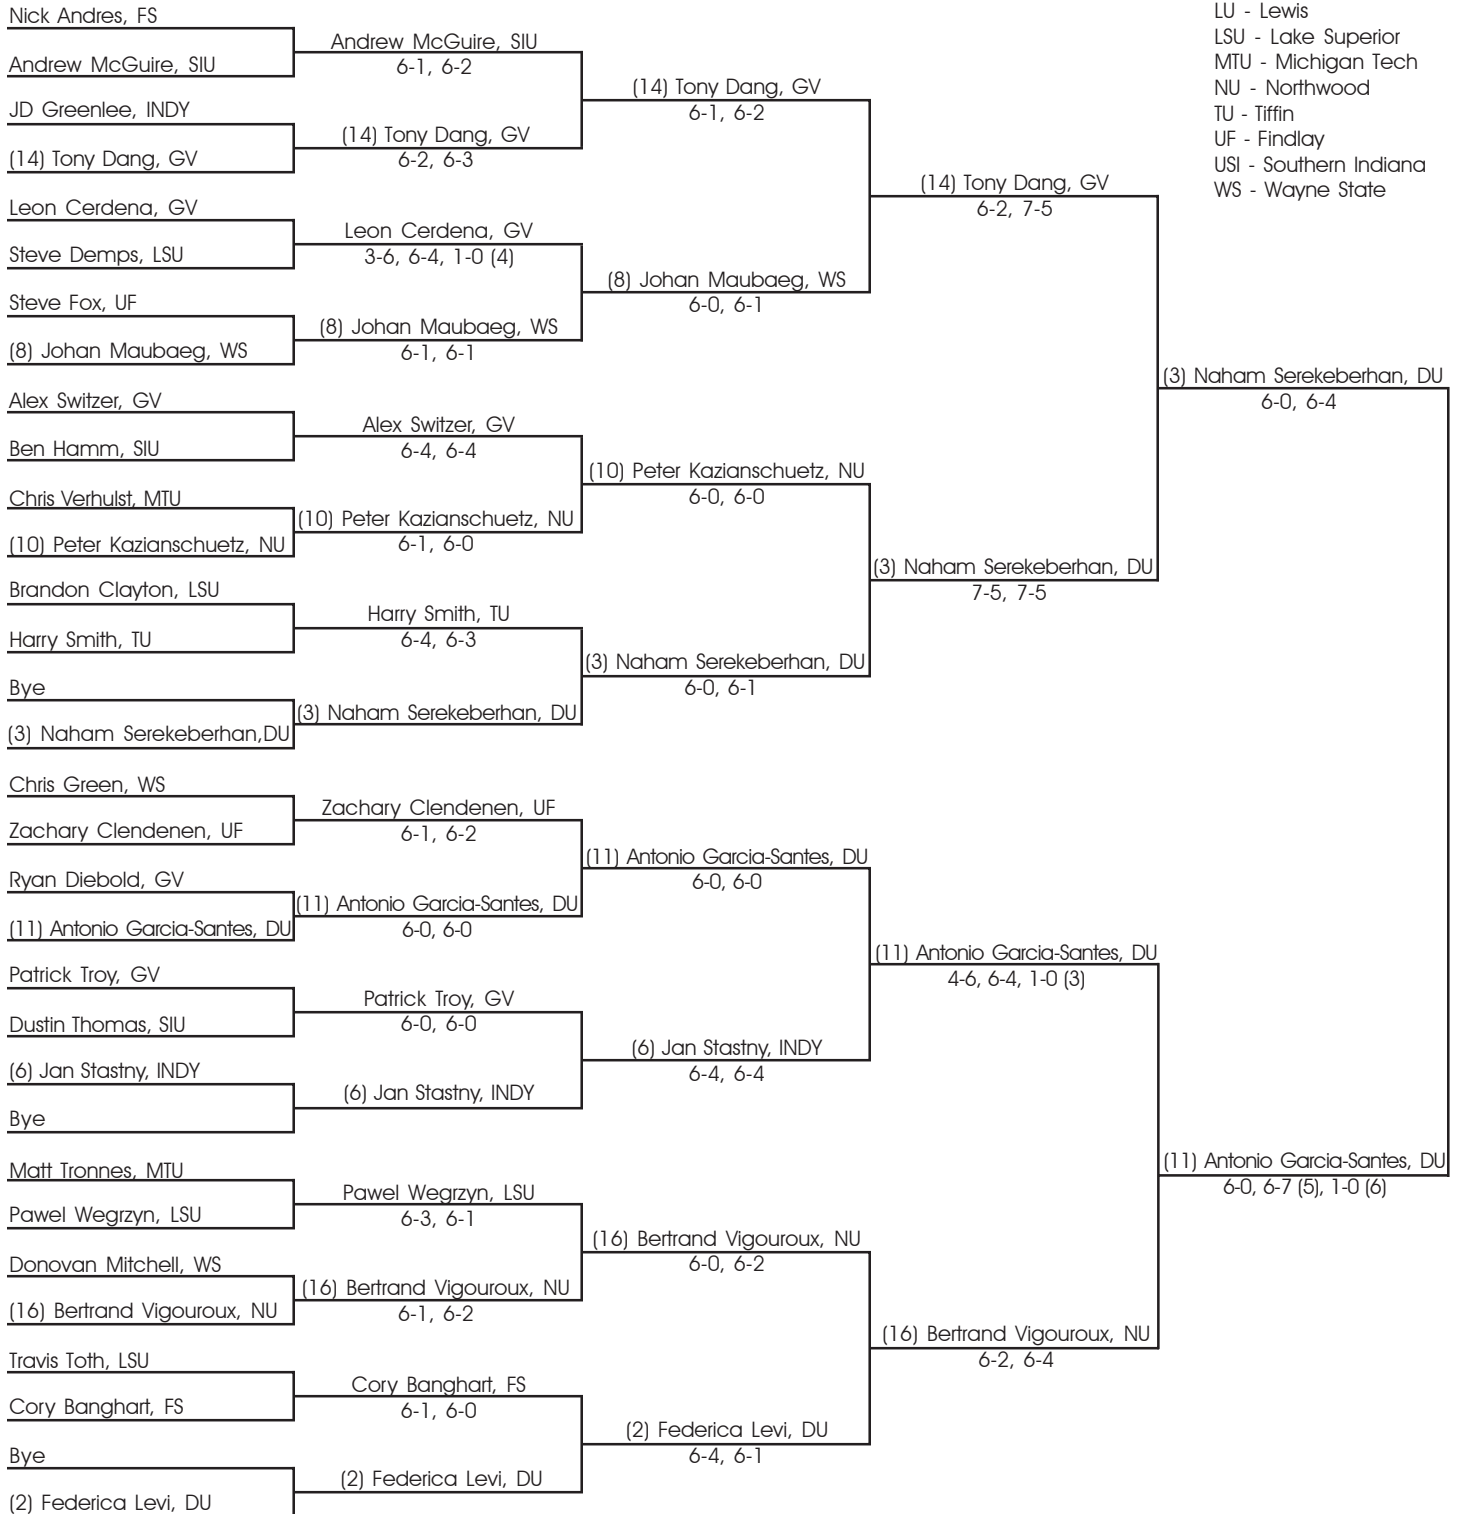 Nick Andres, FS
Andrew McGuire, SIU
JD Greenlee, INDY
(14) Tony Dang, GV
Leon Cerdena, GV
Steve Demps, LSU
Steve Fox, UF
(8) Johan Maubaeg, WS
Alex Switzer, GV
Ben Hamm, SIU
Chris Verhulst, MTU
(10) Peter Kazianschuetz, NU
Brandon Clayton, LSU
Harry Smith, TU
Bye
(3) Naham Serekeberhan,DU
Chris Green, WS
Zachary Clendenen, UF
Ryan Diebold, GV
(11) Antonio Garcia-Santes, DU
Patrick Troy, GV
Dustin Thomas, SIU
(6) Jan Stastny, INDY
Bye
Matt Tronnes, MTU
Pawel Wegrzyn, LSU
Donovan Mitchell, WS
(16) Bertrand Vigouroux, NU
Travis Toth, LSU
Cory Banghart, FS
Bye
(2) Federica Levi, DU
Andrew McGuire, SIU
6-1, 6-2
(14) Tony Dang, GV
6-2, 6-3
Leon Cerdena, GV
3-6, 6-4, 1-0 (4)
(8) Johan Maubaeg, WS
6-1, 6-1
Alex Switzer, GV
6-4, 6-4
(10) Peter Kazianschuetz, NU
6-1, 6-0
Harry Smith, TU
6-4, 6-3
(3) Naham Serekeberhan, DU
Zachary Clendenen, UF
6-1, 6-2
(11) Antonio Garcia-Santes, DU
6-0, 6-0
Patrick Troy, GV
6-0, 6-0
(6) Jan Stastny, INDY
Pawel Wegrzyn, LSU
6-3, 6-1
(16) Bertrand Vigouroux, NU
6-1, 6-2
Cory Banghart, FS
6-1, 6-0
(2) Federica Levi, DU
(14) Tony Dang, GV
6-1, 6-2
(8) Johan Maubaeg, WS
6-0, 6-1
(10) Peter Kazianschuetz, NU
6-0, 6-0
(3) Naham Serekeberhan, DU
6-0, 6-1
(11) Antonio Garcia-Santes, DU
6-0, 6-0
(6) Jan Stastny, INDY
6-4, 6-4
(16) Bertrand Vigouroux, NU
6-0, 6-2
(2) Federica Levi, DU
6-4, 6-1
(14) Tony Dang, GV
6-2, 7-5
(3) Naham Serekeberhan, DU
7-5, 7-5
(11) Antonio Garcia-Santes, DU
4-6, 6-4, 1-0 (3)
(16) Bertrand Vigouroux, NU
6-2, 6-4
(3) Naham Serekeberhan, DU
6-0, 6-4
(11) Antonio Garcia-Santes, DU
6-0, 6-7 (5), 1-0 (6)
LU - Lewis
LSU - Lake Superior
MTU - Michigan Tech
NU - Northwood
TU - Tiffin
UF - Findlay
USI - Southern Indiana
WS - Wayne State